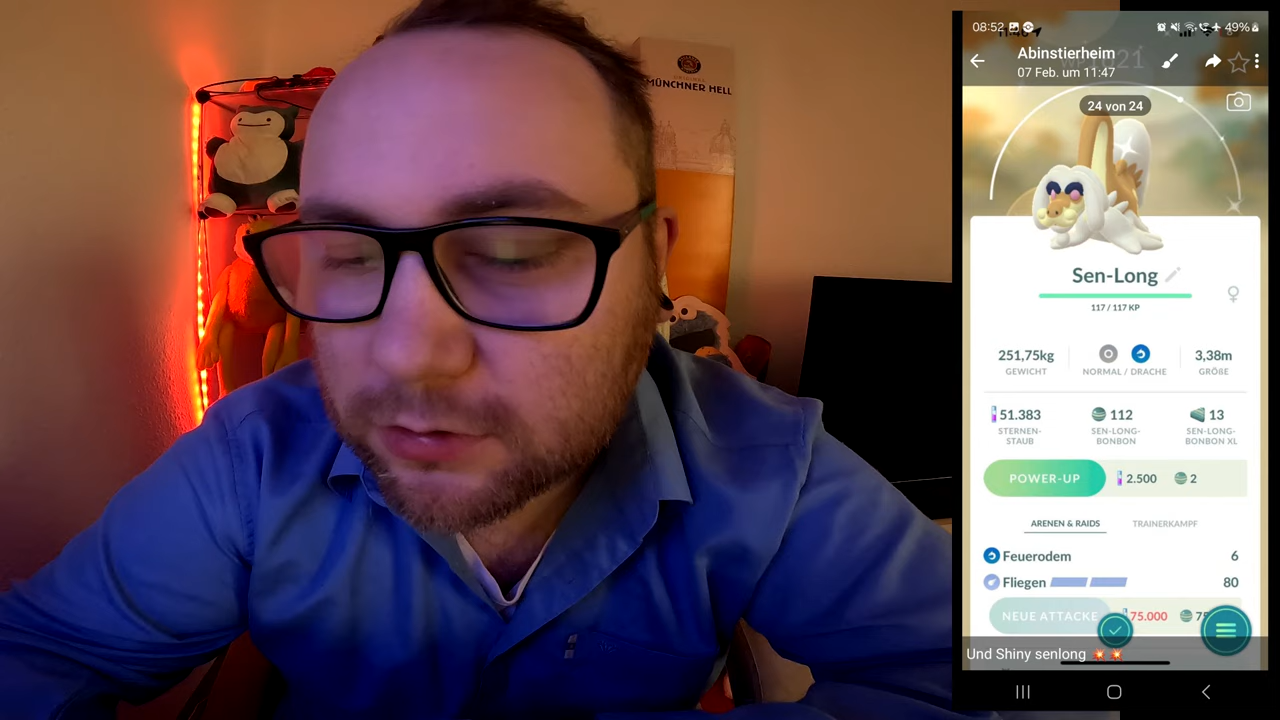 MÜNCHNER HELL
08:52
49%
Abinstierheim
07 Feb. um 11:47
24 von 24
Sen-Long
117 / 117 KP
251,75kg
GEWICHT
NORMAL / DRACHE
3,38m
GRÖßE
51.383
STERNEN-
STAUB
112
SEN-LONG-
BONBON
13
SEN-LONG-
BONBON XL
POWER-UP
2.500
2
ARENEN & RAIDS
TRAINERKAMPF
Feuerodem
6
Fliegen
80
NEUE ATTACKE
75.000
Und Shiny senlong 💥💥